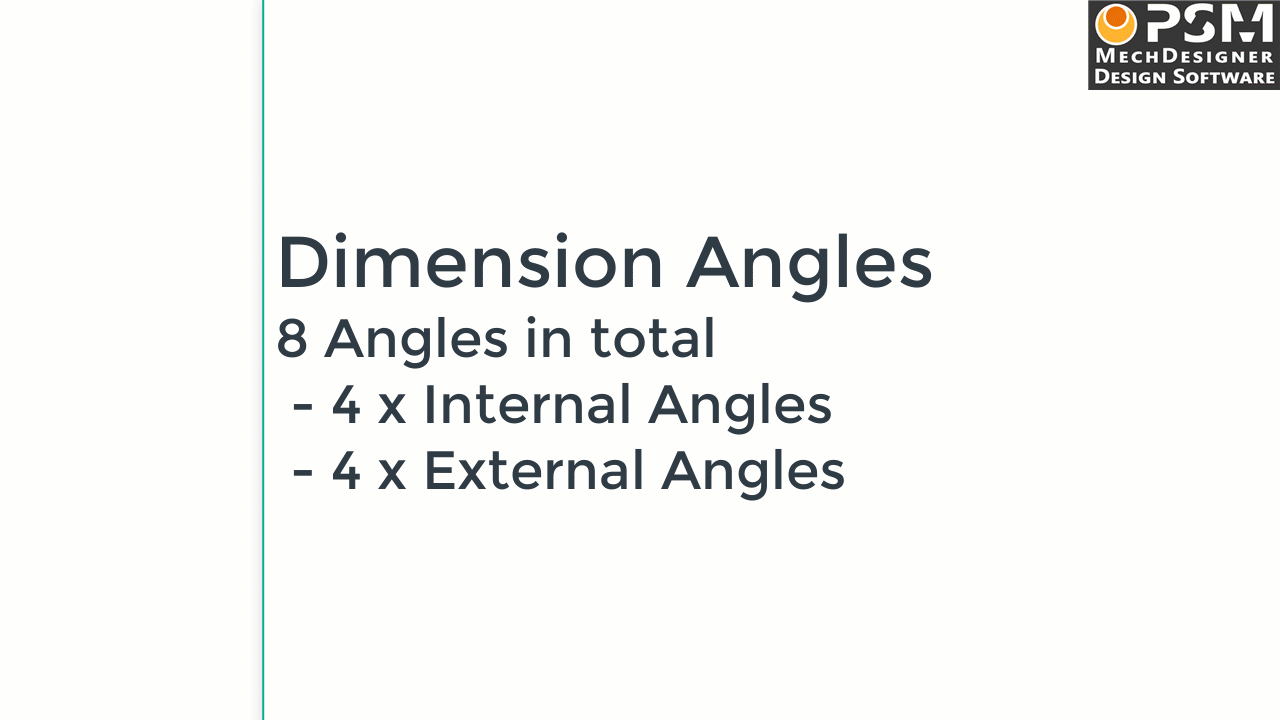 PSM
MECHDESIGNER
DESIGN SOFTWARE
Dimension Angles
8 Angles in total
- 4 x Internal Angles
- 4 x External Angles